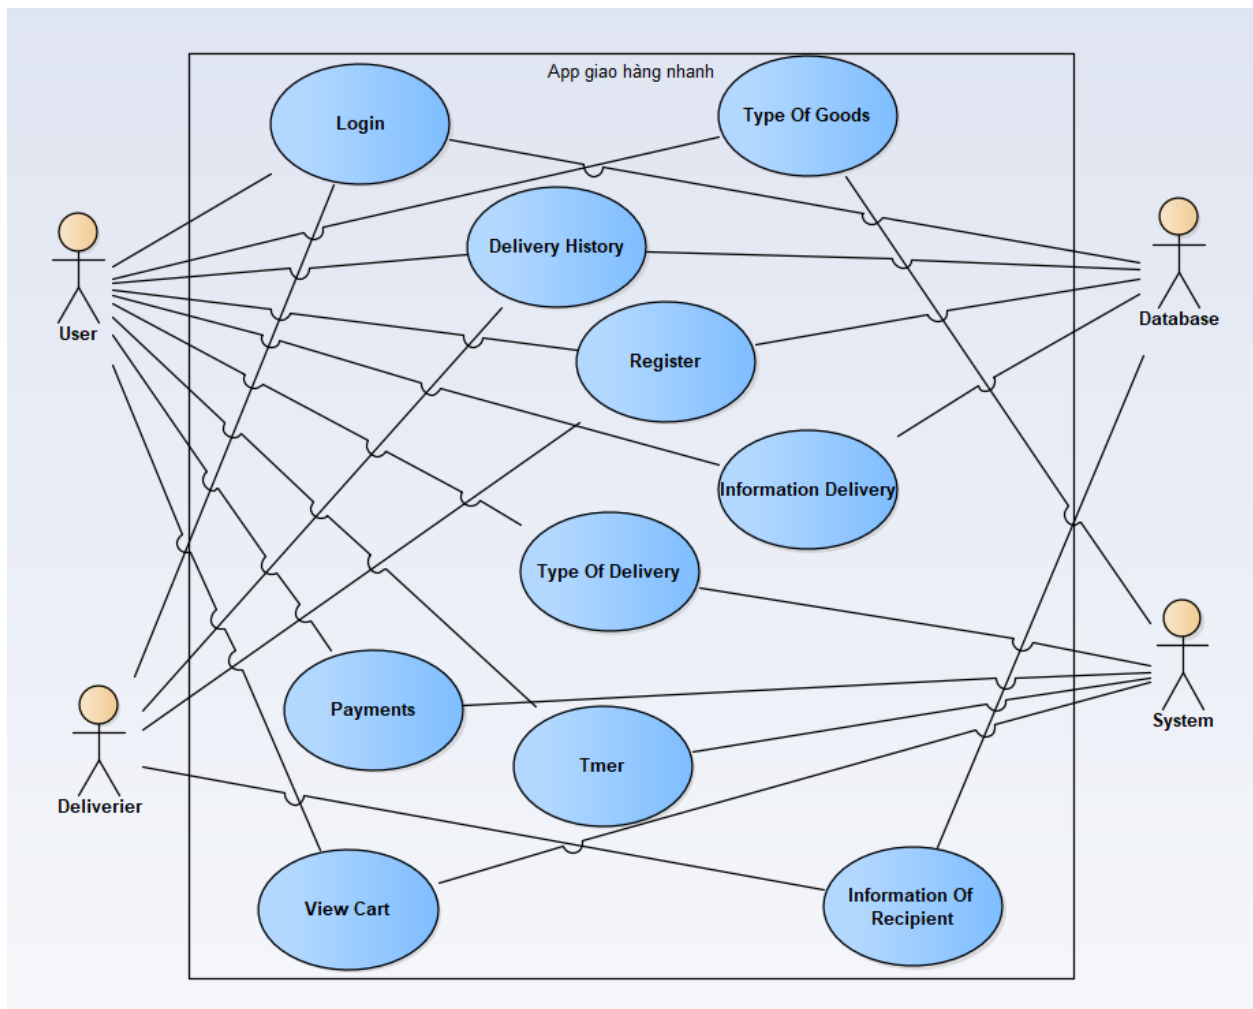 App giao hàng nhanh
Login
Type Of Goods
Delivery History
User
Database
Register
Information Delivery
Type Of Delivery
Payments
System
Tmer
Deliverier
View Cart
Information Of
Recipient